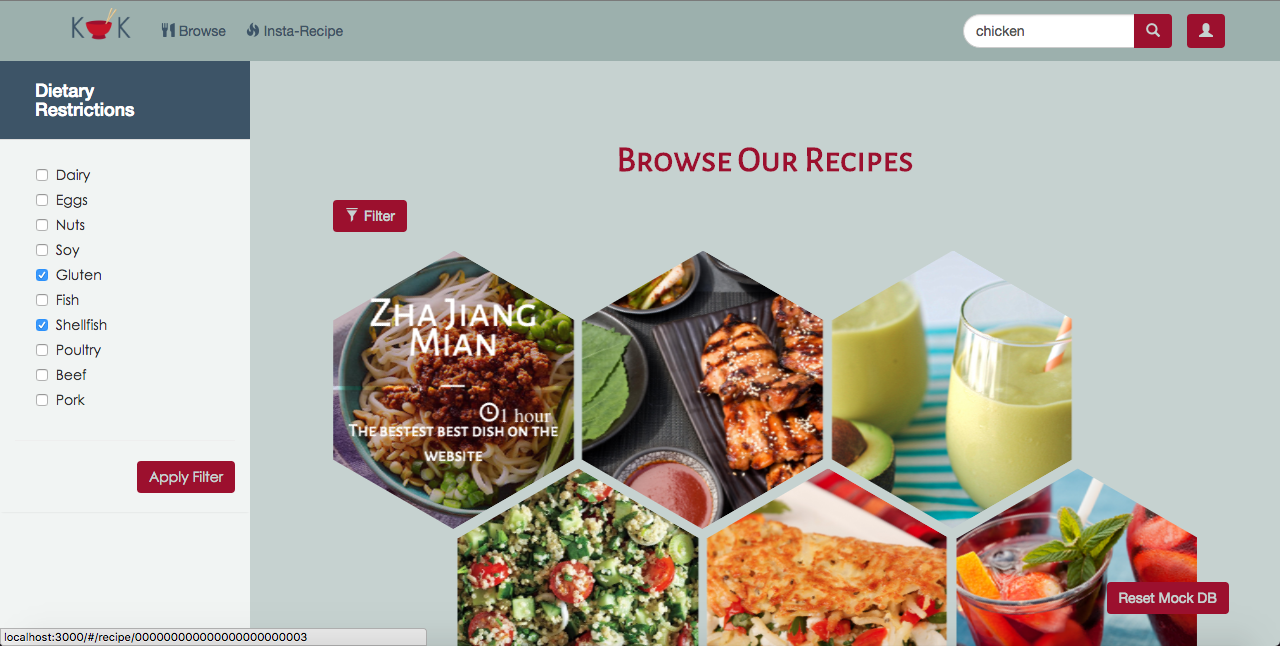 K K
Browse
Insta-Recipe
chicken
Dietary
Restrictions
Dairy
Eggs
Nuts
Soy
Gluten
Fish
Shellfish
Poultry
Beef
Pork
Apply Filter
Browse Our Recipes
Filter
Zha Jiang
Mian
1 hour
The bestest best dish on the
website
Reset Mock DB
localhost:3000/#/recipe/000000000000000000000003